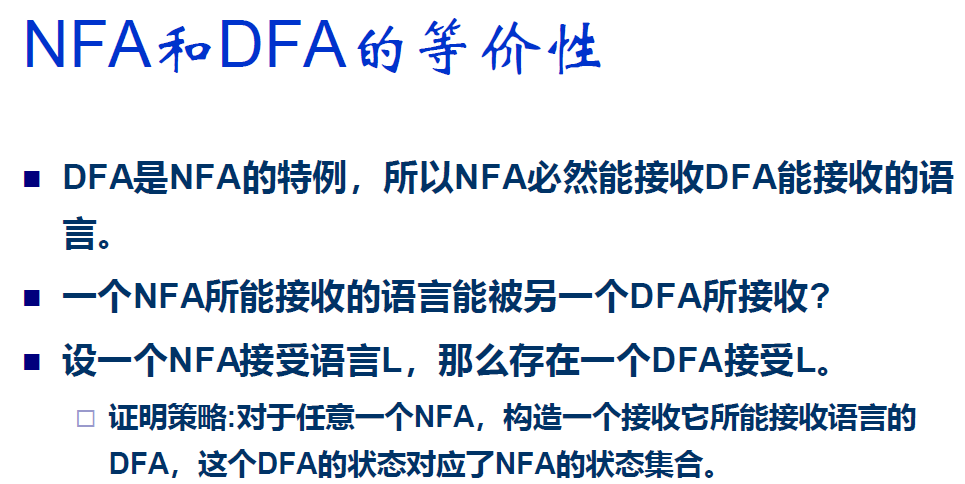 NFA和DFA的等价性
■ DFA是NFA的特例，所以NFA必然能接收DFA能接收的语
言。
■ 一个NFA所能接收的语言能被另一个DFA所接收?
■ 设一个NFA接受语言L，那么存在一个DFA接受L。
□ 证明策略:对于任意一个NFA，构造一个接收它所能接收语言的
DFA，这个DFA的状态对应了NFA的状态集合。